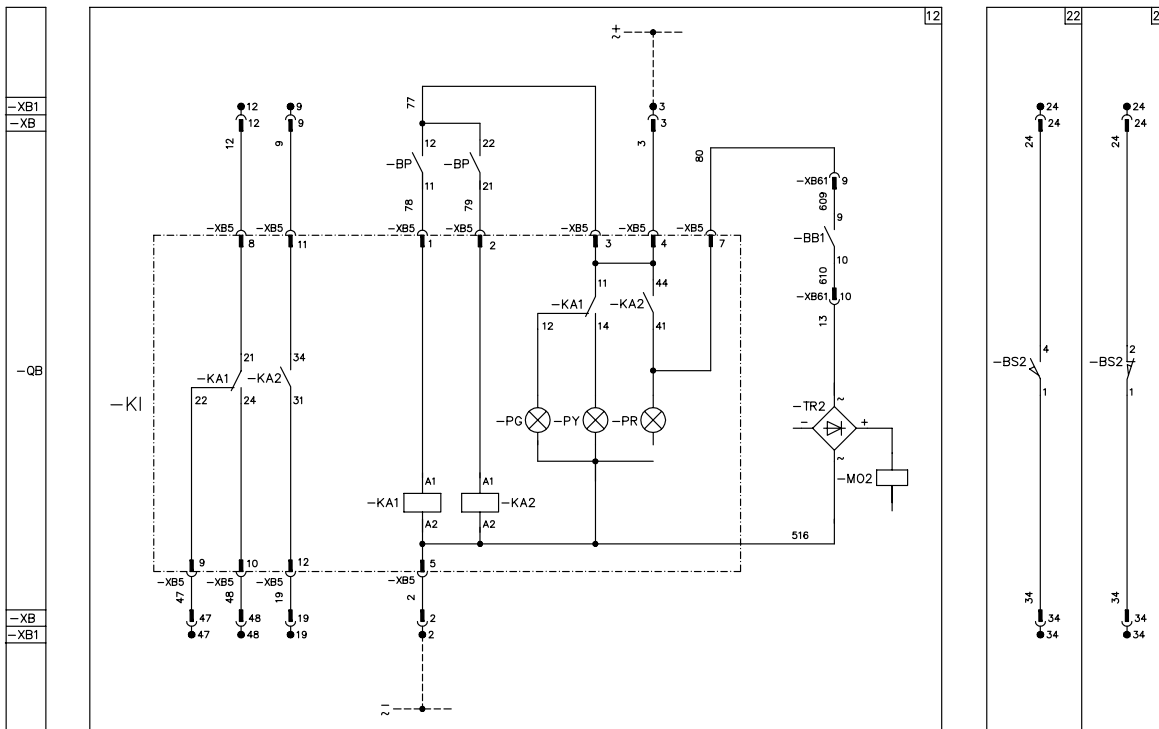 12 22 2
+
~
-XB1 12 9 3 24 24
-XB 12 9 3 24 24
12 9 77 3 80 24 24
12 22
-BP -BP
11 21
78 79
-XB61 9
609
9
-BB1
10
610
-XB61 10
13
-XB5 -XB5 -XB5 -XB5 -XB5 -XB5 -XB5
8 11 1 2 3 4 7
11 44
-KA1 -KA2
12 14 41
21 34
-KA1 -KA2
22 24 31
-QB
-KI
4 2
-BS2 -BS2
1 1
-PG -PY -PR
-TR2 ~
- +
~
-MO2
A1 A1
-KA1 -KA2
A2 A2
516
9 10 12 5
-XB5 -XB5 -XB5 -XB5
47 48 19 2 34 34
-XB 47 48 19 2 34 34
-XB1 47 48 19 2 34 34
-
~